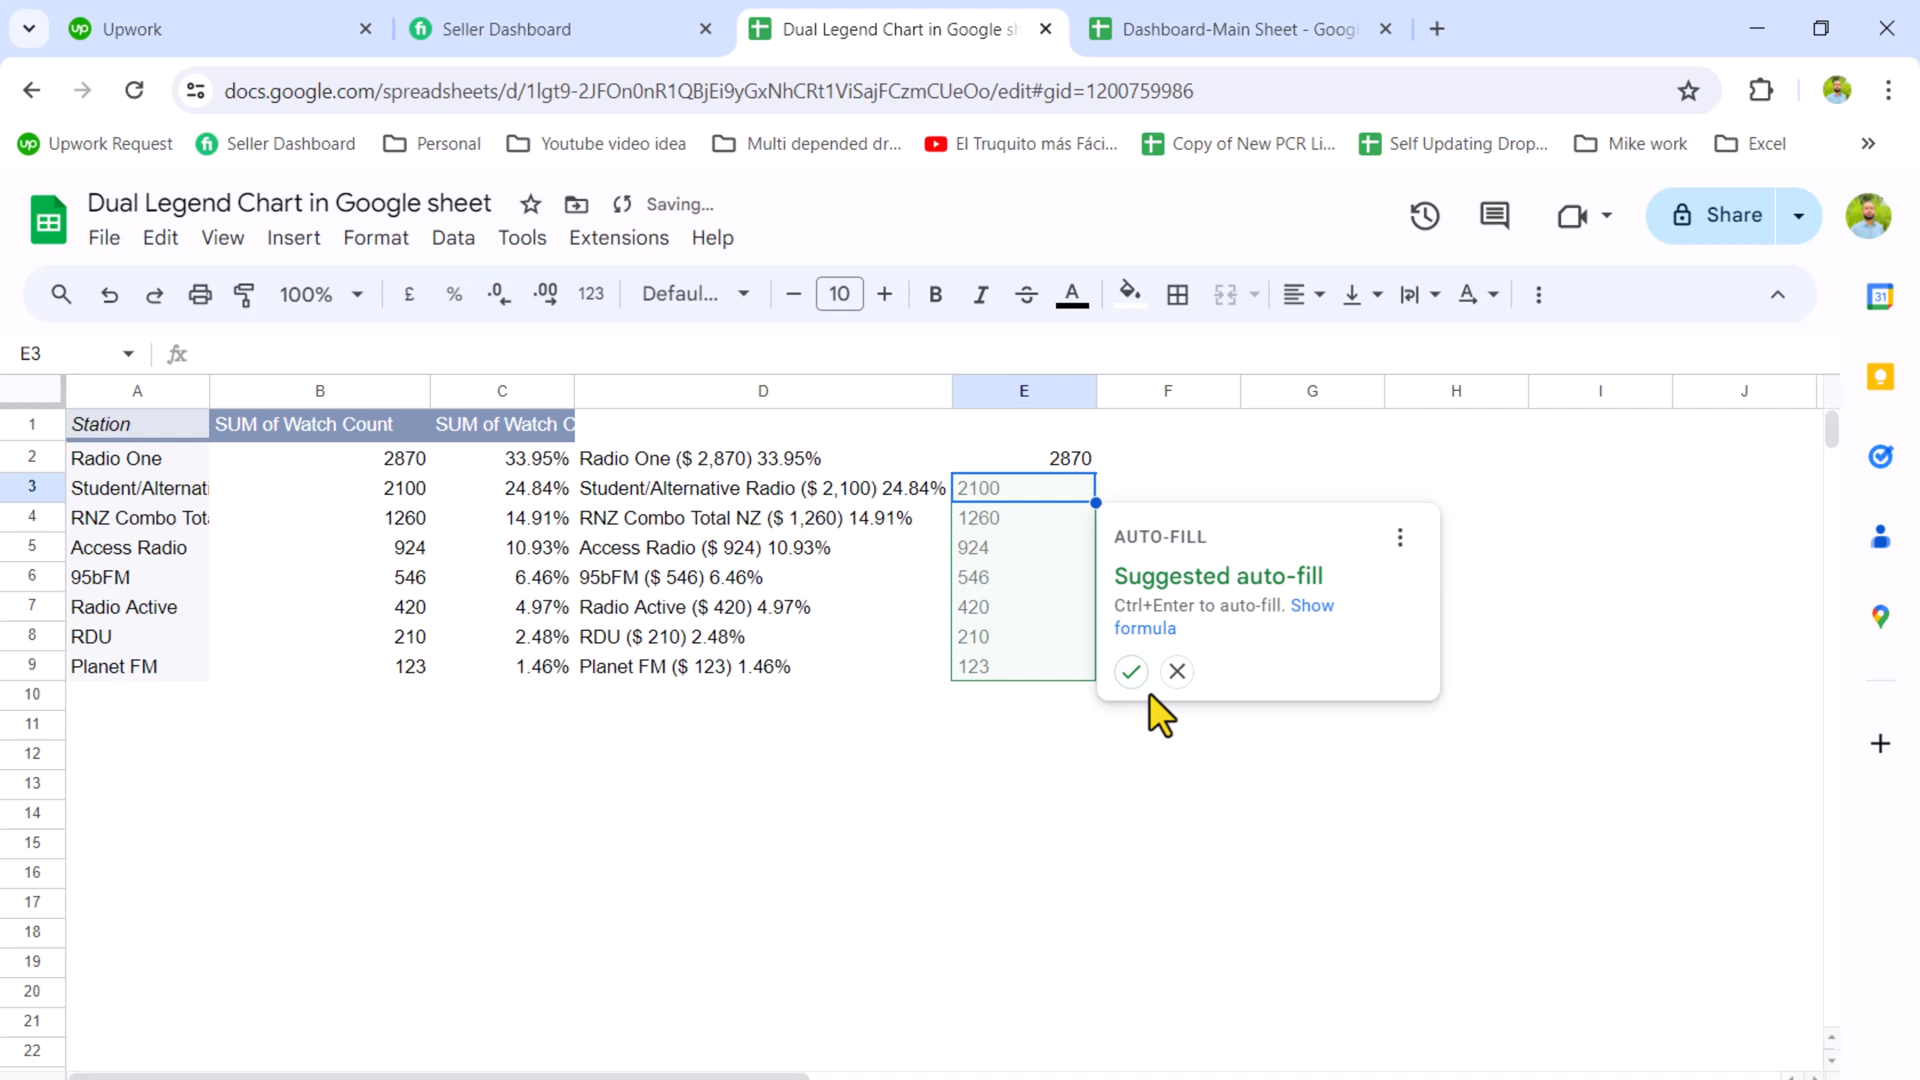 Upwork
Seller Dashboard
Dual Legend Chart in Google sh
Dashboard-Main Sheet - Googl
docs.google.com/spreadsheets/d/1lgt9-2JFOn0nR1QBjEi9yGxNhCRt1ViSajFCzmCUeOo/edit#gid=1200759986
Upwork Request Seller Dashboard Personal Youtube video idea Multi depended dr... El Truquito más Fáci... Copy of New PCR Li... Self Updating Drop... Mike work Excel
Dual Legend Chart in Google sheet Saving...
File Edit View Insert Format Data Tools Extensions Help
Share
100% £ % .0 .00 123 Defaul... 10 B I A
31
E3 fx
A B C D E F G H I J
1 Station SUM of Watch Count SUM of Watch C
2 Radio One 2870 33.95% Radio One ($ 2,870) 33.95% 2870
3 Student/Alternati 2100 24.84% Student/Alternative Radio ($ 2,100) 24.84% 2100
4 RNZ Combo Tot 1260 14.91% RNZ Combo Total NZ ($ 1,260) 14.91% 1260
5 Access Radio 924 10.93% Access Radio ($ 924) 10.93% 924
6 95bFM 546 6.46% 95bFM ($ 546) 6.46% 546
7 Radio Active 420 4.97% Radio Active ($ 420) 4.97% 420
8 RDU 210 2.48% RDU ($ 210) 2.48% 210
9 Planet FM 123 1.46% Planet FM ($ 123) 1.46% 123
AUTO-FILL
Suggested auto-fill
Ctrl+Enter to auto-fill. Show
formula
10
11
12
13
14
15
16
17
18
19
20
21
22